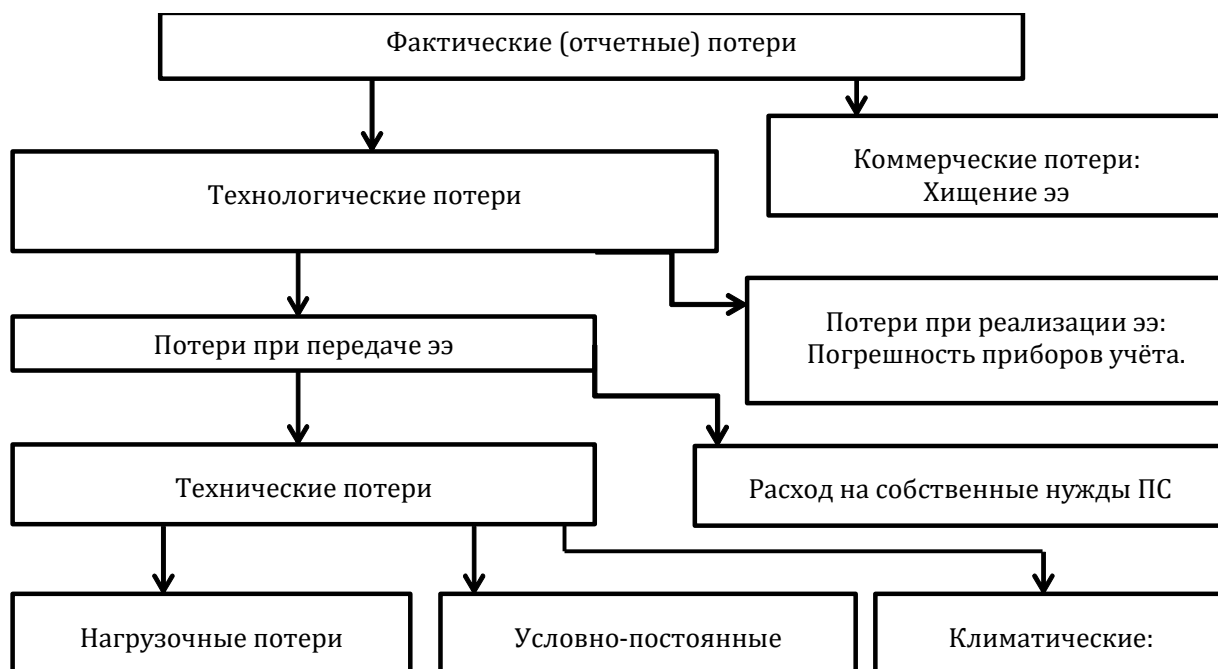 Фактические (отчетные) потери
Коммерческие потери:
Хищение ээ
Технологические потери
Потери при реализации ээ:
Погрешность приборов учёта.
Потери при передаче ээ
Технические потери
Расход на собственные нужды ПС
Нагрузочные потери
Условно-постоянные
Климатические: